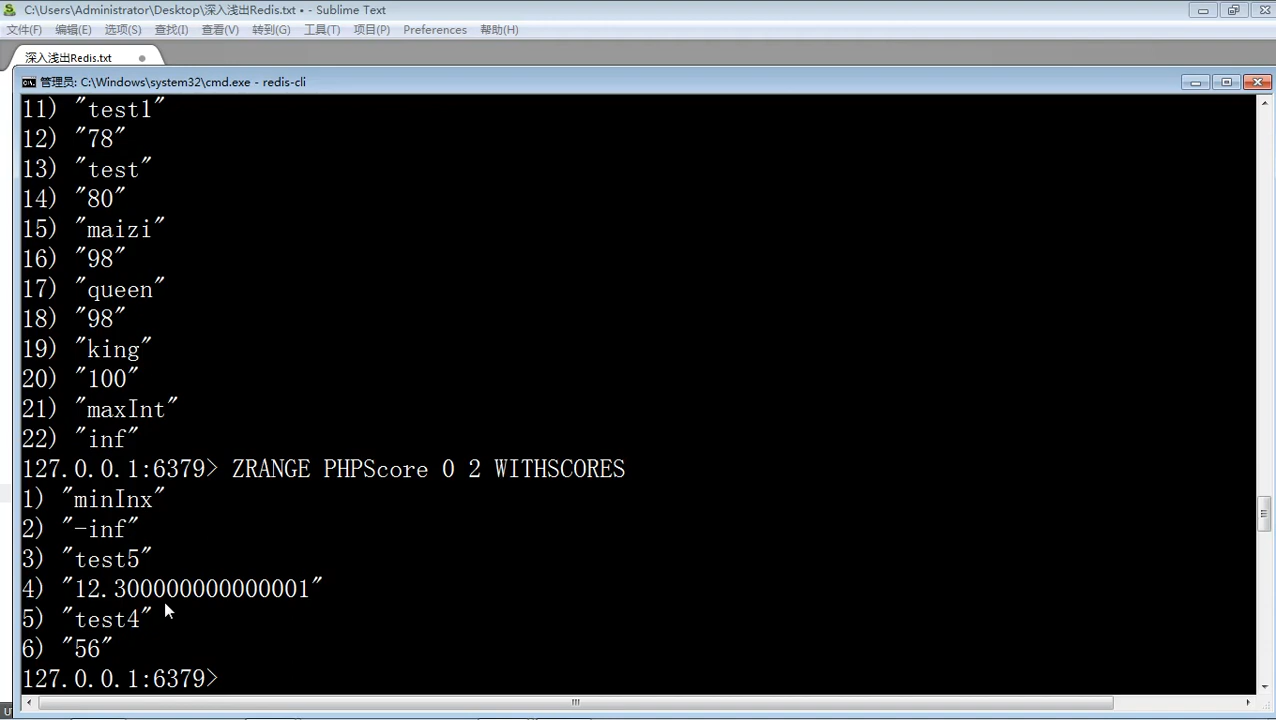 C:\Users\Administrator\Desktop\深入浅出Redis.txt • - Sublime Text
文件(F) 编辑(E) 选项(S) 查找(I) 查看(V) 转到(G) 工具(T) 项目(P) Preferences 帮助(H)
深入浅出Redis.txt
管理员: C:\Windows\system32\cmd.exe - redis-cli
11) "test1"
12) "78"
13) "test"
14) "80"
15) "maizi"
16) "98"
17) "queen"
18) "98"
19) "king"
20) "100"
21) "maxInt"
22) "inf"
127.0.0.1:6379> ZRANGE PHPScore 0 2 WITHSCORES
1) "minInx"
2) "-inf"
3) "test5"
4) "12.300000000000001"
5) "test4"
6) "56"
127.0.0.1:6379>